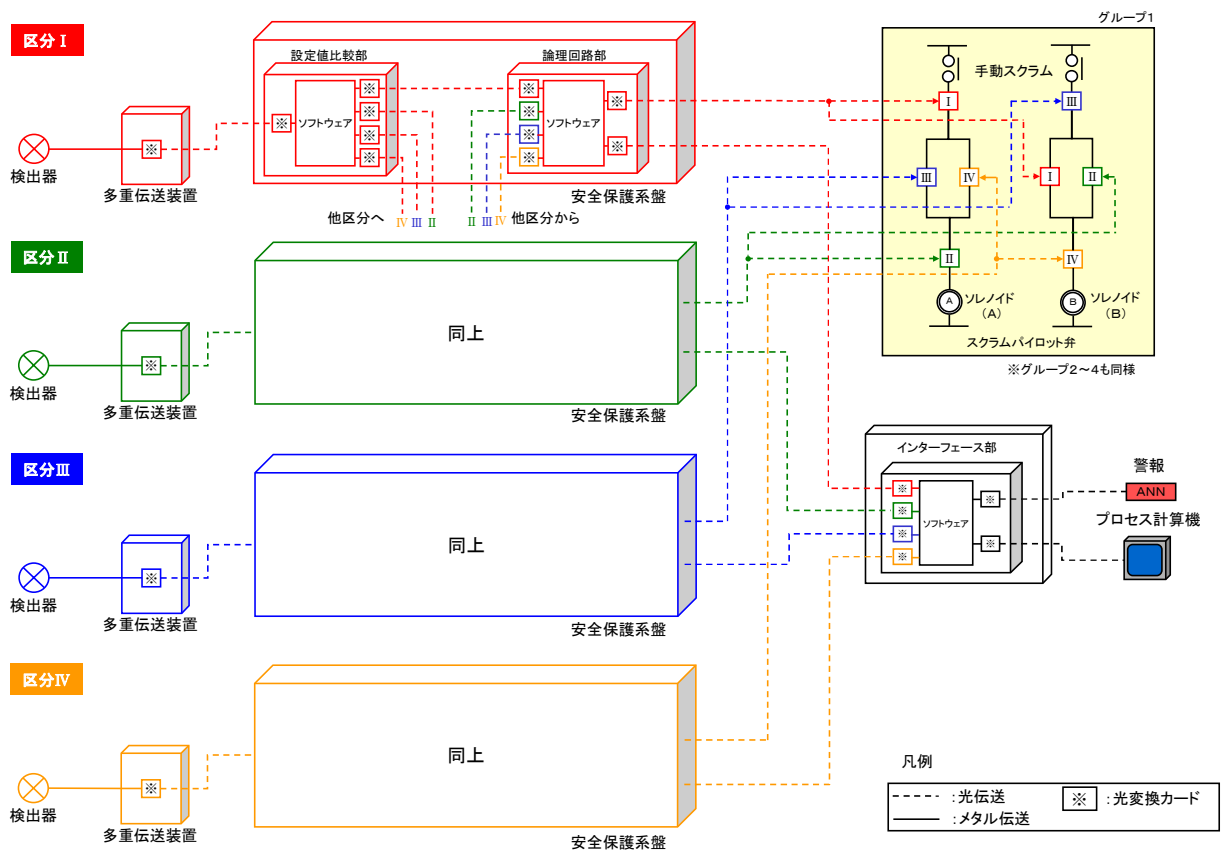 区分Ⅰ
検出器
※
多重伝送装置
設定値比較部
※
ソフトウェア
※
※
※
※
論理回路部
※
※
※
※
ソフトウェア
※
※
安全保護系盤
他区分へ
Ⅳ Ⅲ Ⅱ
Ⅱ Ⅲ Ⅳ
他区分から
区分Ⅱ
検出器
※
多重伝送装置
同上
安全保護系盤
区分Ⅲ
検出器
※
多重伝送装置
同上
安全保護系盤
区分Ⅳ
検出器
※
多重伝送装置
同上
安全保護系盤
グループ1
手動スクラム
Ⅰ
Ⅲ
Ⅲ
Ⅳ
Ⅰ
Ⅱ
Ⅱ
Ⅳ
A
ソレノイド
(A)
B
ソレノイド
(B)
スクラムパイロット弁
※グループ2~4も同様
インターフェース部
※
※
※
※
ソフトウェア
※
※
警報
ANN
プロセス計算機
凡例
:光伝送
※
:光変換カード
:メタル伝送